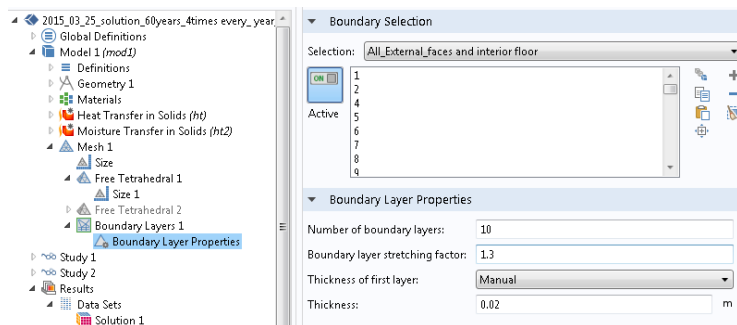 2015_03_25_solution_60years_4times every_ year
Global Definitions
Model 1 (mod1)
Definitions
Geometry 1
Materials
Heat Transfer in Solids (ht)
Moisture Transfer in Solids (ht2)
Mesh 1
Size
Free Tetrahedral 1
Size 1
Free Tetrahedral 2
Boundary Layers 1
Boundary Layer Properties
Study 1
Study 2
Results
Data Sets
Solution 1
Boundary Selection
Selection: All_External_faces and interior floor
ON
Active
1
2
4
5
6
7
8
9
Boundary Layer Properties
Number of boundary layers: 10
Boundary layer stretching factor: 1.3
Thickness of first layer: Manual
Thickness: 0.02 m